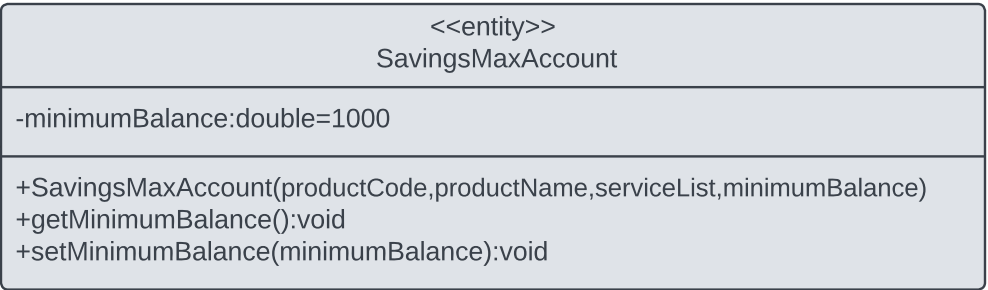 <<entity>>
SavingsMaxAccount
-minimumBalance:double=1000
+SavingsMaxAccount(productCode,productName,serviceList,minimumBalance)
+getMinimumBalance():void
+setMinimumBalance(minimumBalance):void